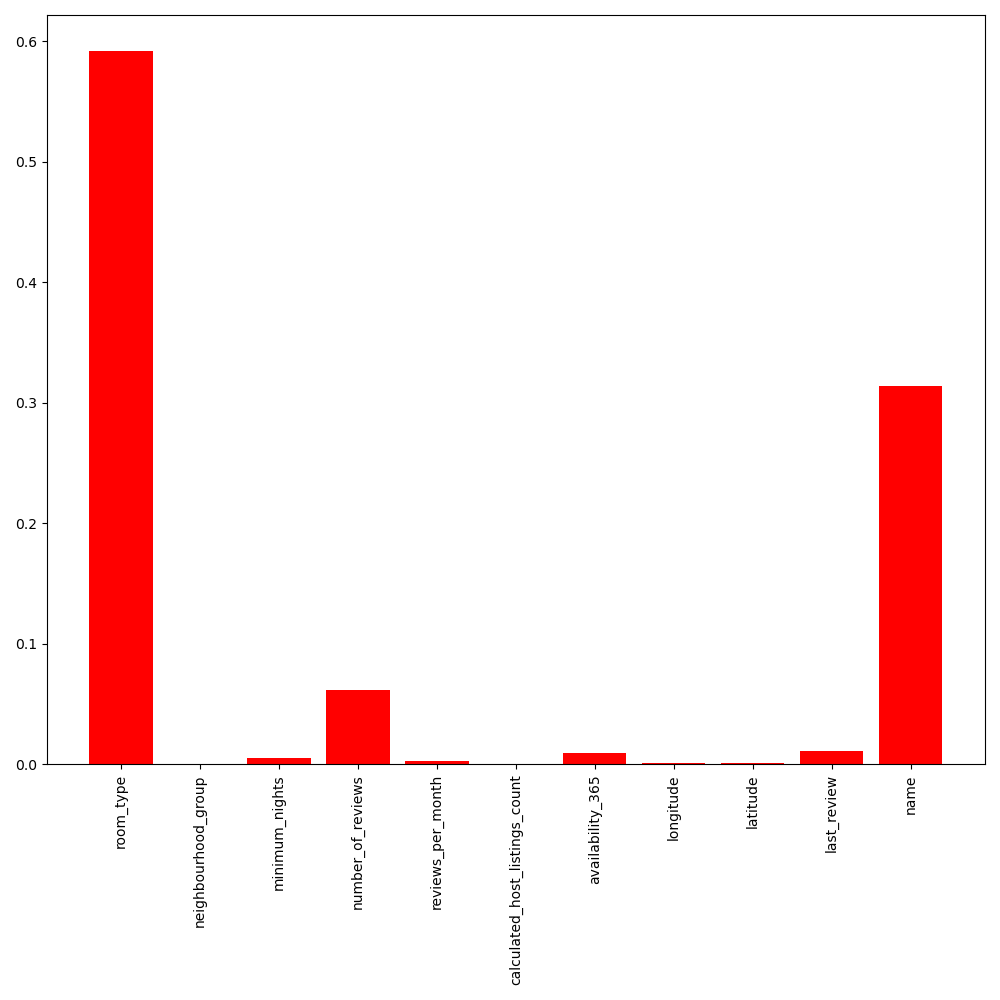 0.6
0.5
0.4
0.3
0.2
0.1
0.0
room_type
neighbourhood_group
minimum_nights
number_of_reviews
reviews_per_month
calculated_host_listings_count
availability_365
longitude
latitude
last_review
name